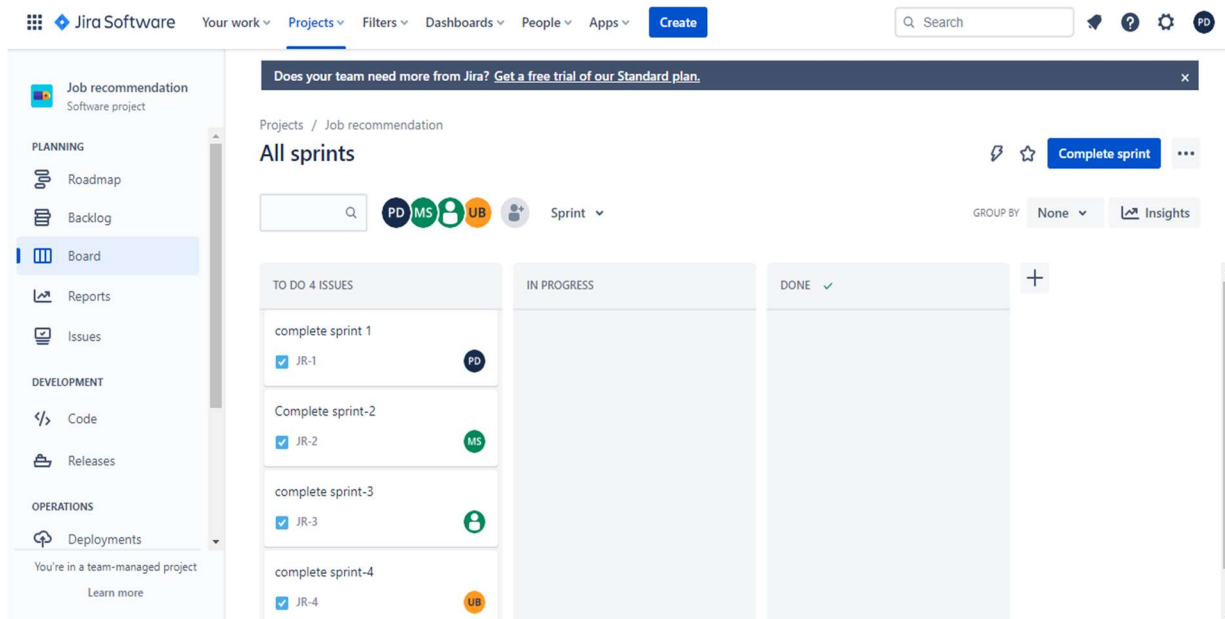 Jira Software Your work Projects Filters Dashboards People Apps Create Search PD
Job recommendation
Software project
PLANNING
Roadmap
Backlog
Board
Reports
Issues
DEVELOPMENT
Code
Releases
OPERATIONS
Deployments
You're in a team-managed project
Learn more
Does your team need more from Jira? Get a free trial of our Standard plan.
Projects / Job recommendation
All sprints
Complete sprint
PD MS UB Sprint
GROUP BY None Insights
TO DO 4 ISSUES
complete sprint 1
JR-1 PD
Complete sprint-2
JR-2 MS
complete sprint-3
JR-3
complete sprint-4
JR-4 UB
IN PROGRESS
DONE